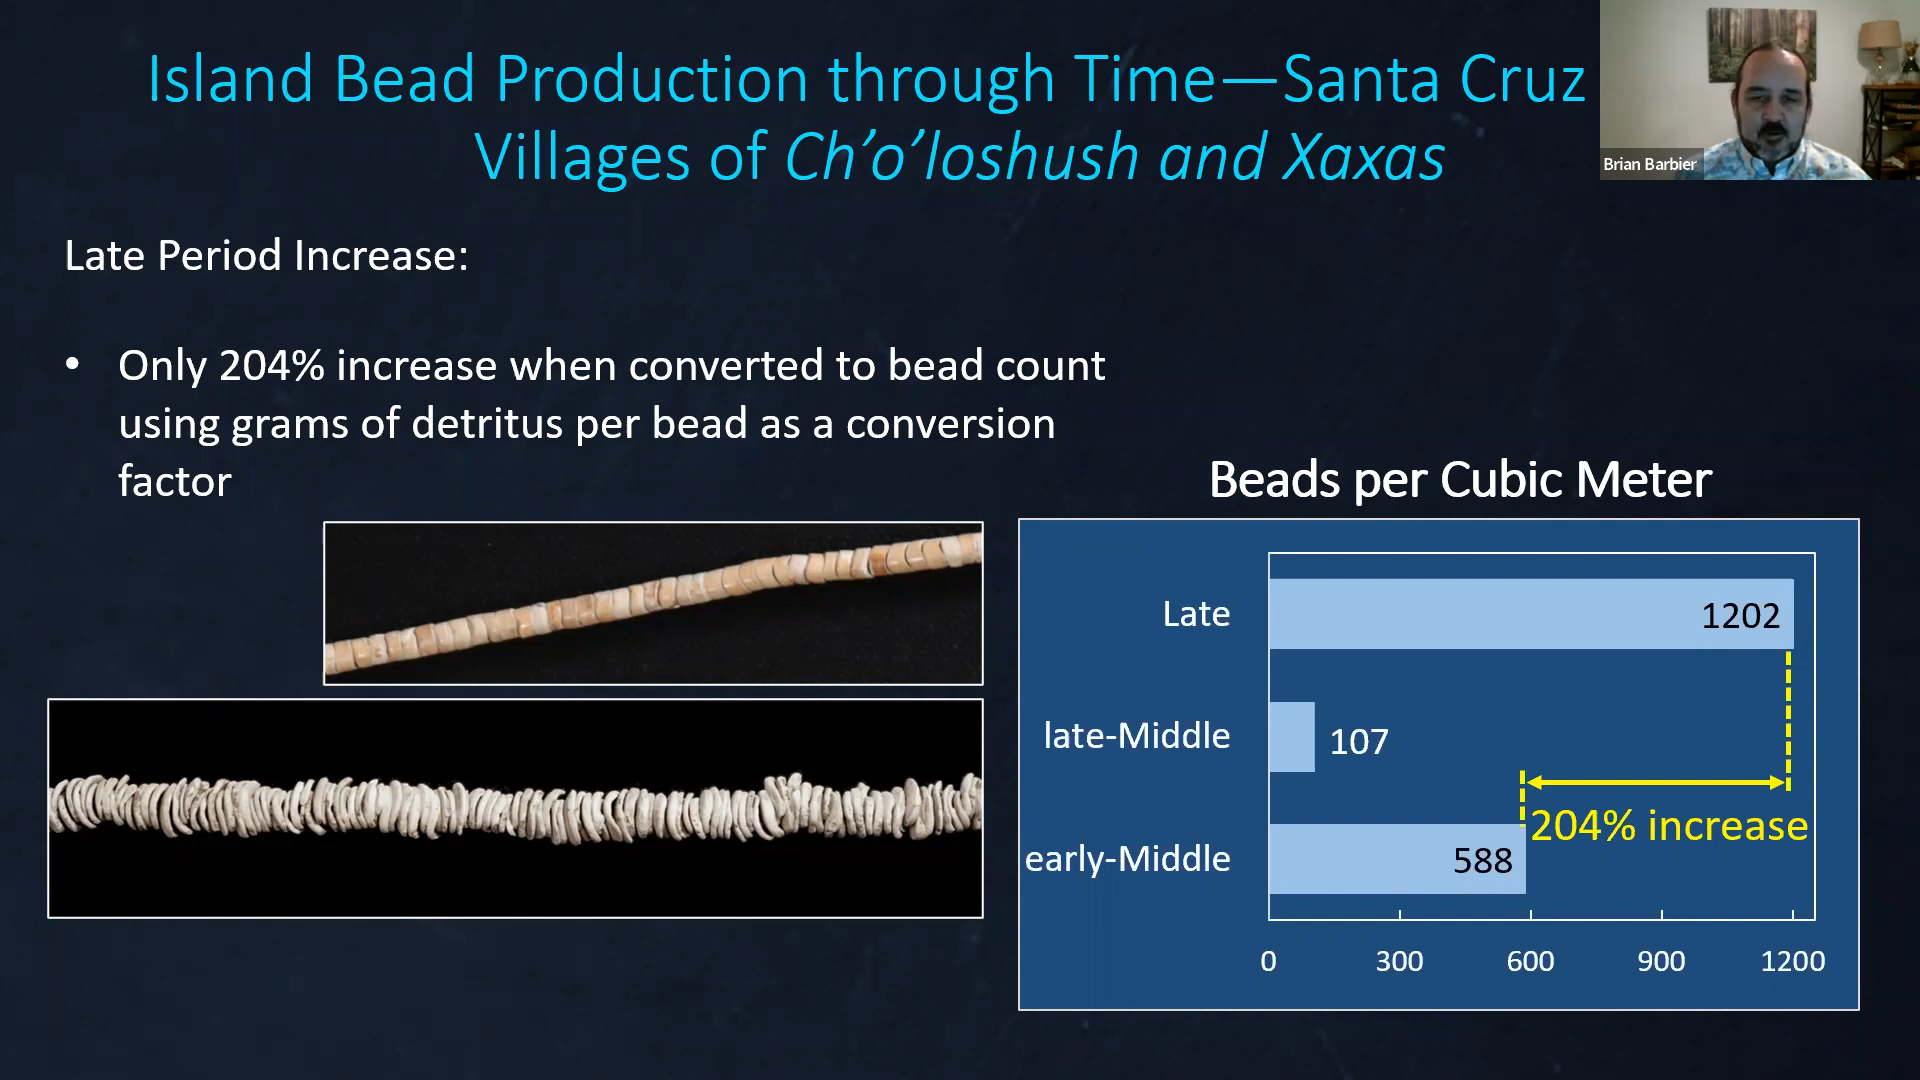 Island Bead Production through Time—Santa Cruz
Villages of Ch’o’loshush and Xaxas
Brian Barbier
Late Period Increase:
• Only 204% increase when converted to bead count
using grams of detritus per bead as a conversion
factor
Beads per Cubic Meter
Late
1202
late-Middle
107
204% increase
early-Middle
588
0 300 600 900 1200